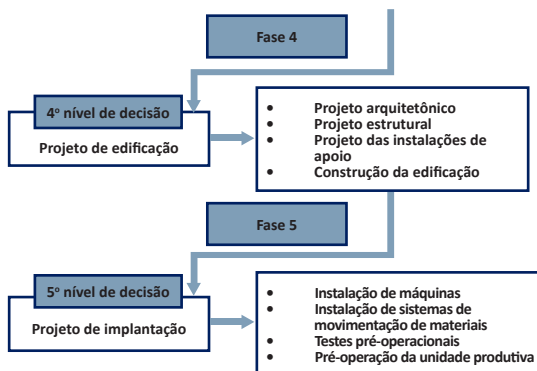 Fase 4
4º nível de decisão
Projeto de edificação
• Projeto arquitetônico
• Projeto estrutural
• Projeto das instalações de
apoio
• Construção da edificação
Fase 5
5º nível de decisão
Projeto de implantação
• Instalação de máquinas
• Instalação de sistemas de
movimentação de materiais
• Testes pré-operacionais
• Pré-operação da unidade produtiva